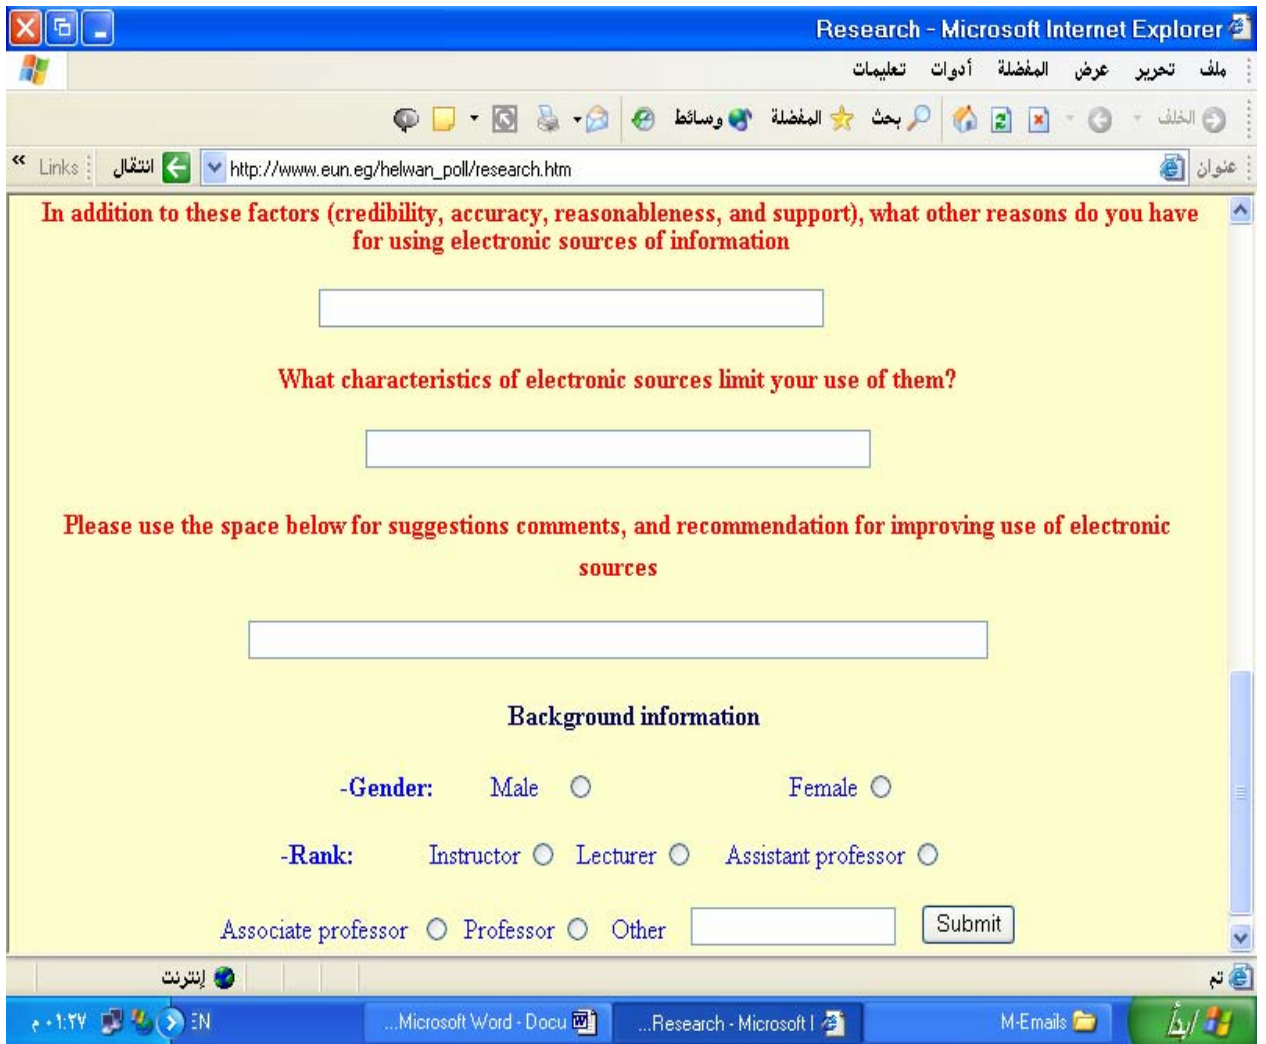 Research - Microsoft Internet Explorer
ملف تحرير عرض المفضلة أدوات تعليمات
الخلف بحث المفضلة وسائط
عنوان http://www.eun.eg/helwan_poll/research.htm انتقال Links »
In addition to these factors (credibility, accuracy, reasonableness, and support), what other reasons do you have
for using electronic sources of information
What characteristics of electronic sources limit your use of them?
Please use the space below for suggestions comments, and recommendation for improving use of electronic
sources
Background information
-Gender: Male Female
-Rank: Instructor Lecturer Assistant professor
Associate professor Professor Other Submit
تم إنترنت
ابدأ M-Emails ...Research - Microsoft I ...Microsoft Word - Docu EN ٠١:٢٧ م